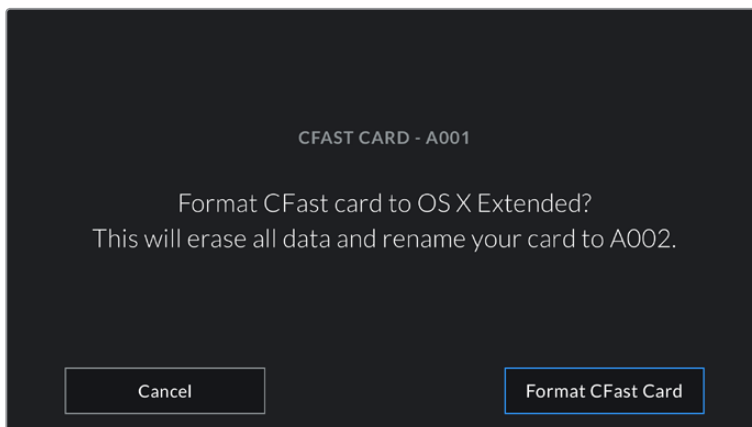 CFAST CARD - A001
Format CFast card to OS X Extended?
This will erase all data and rename your card to A002.
Cancel
Format CFast Card